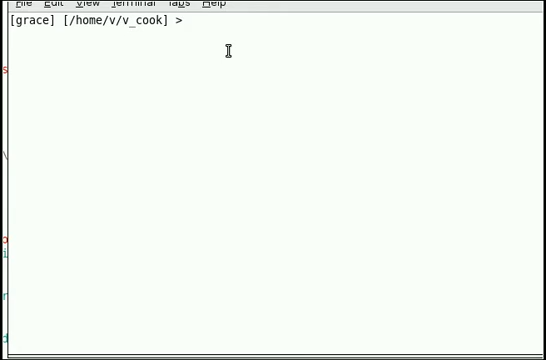 File Edit View Terminal Tabs Help
[grace] [/home/v/v_cook] >
s
\
o
i
r
d